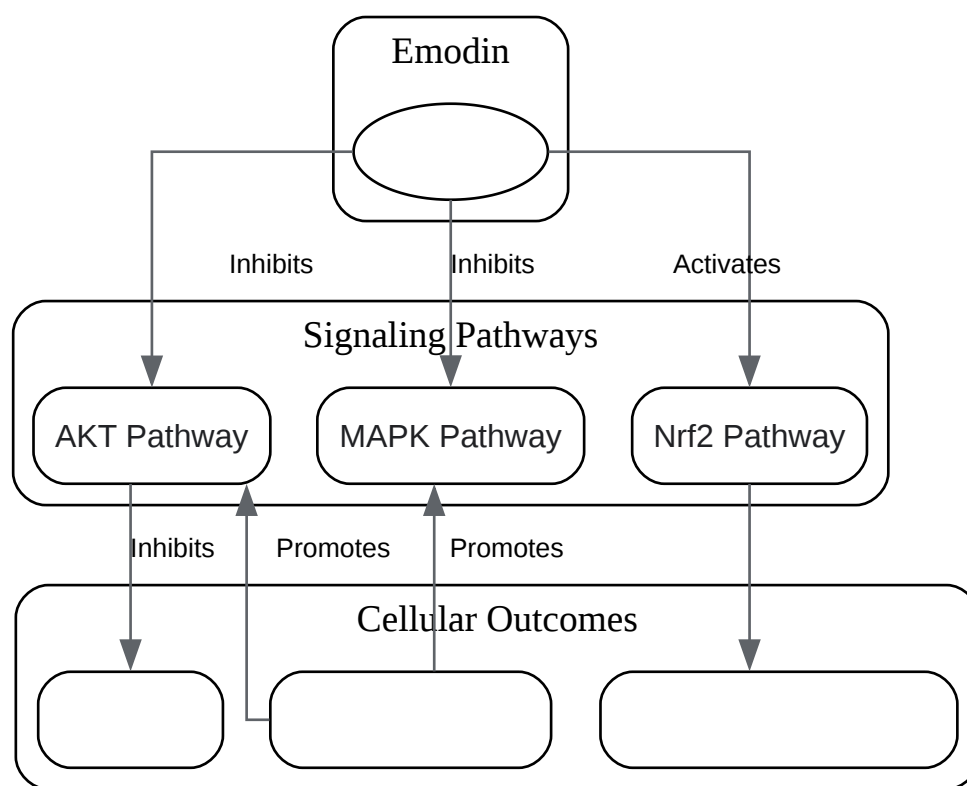 Emodin
Inhibits
Inhibits
Activates
Signaling Pathways
AKT Pathway
MAPK Pathway
Nrf2 Pathway
Inhibits
Promotes
Promotes
Cellular Outcomes